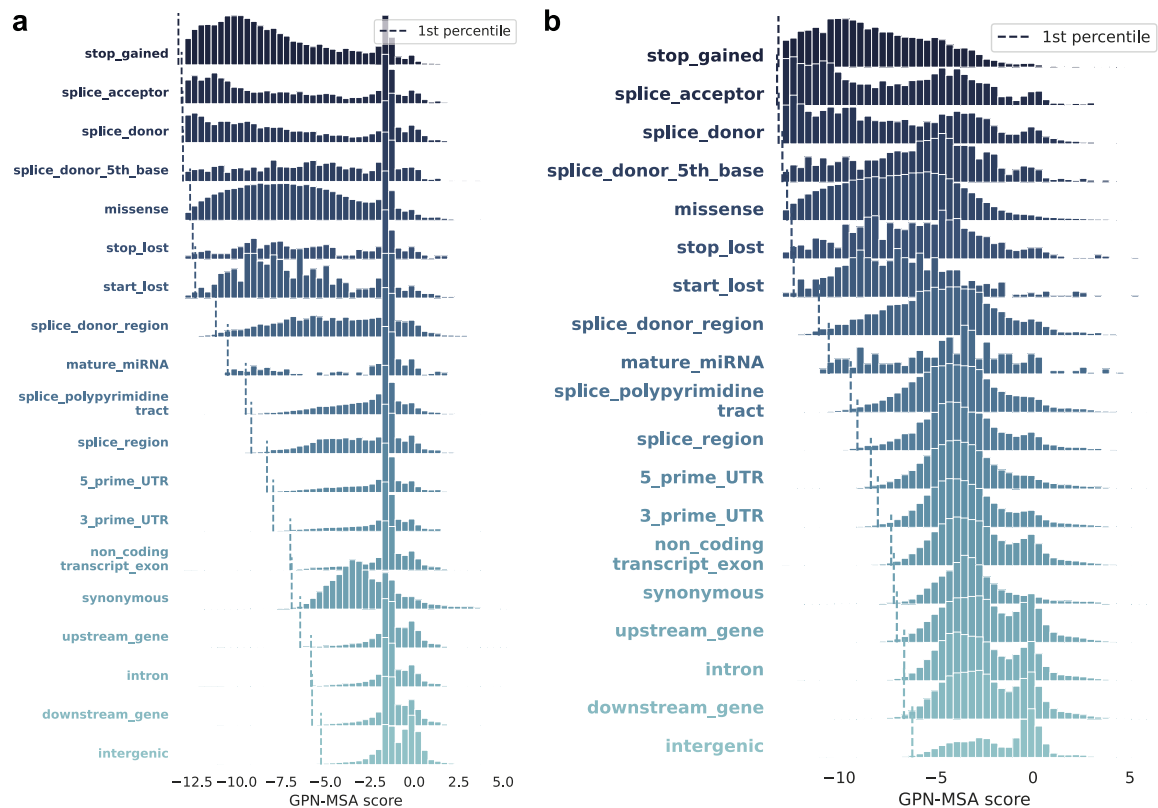 a
1st percentile
stop_gained
splice_acceptor
splice_donor
splice_donor_5th_base
missense
stop_lost
start_lost
splice_donor_region
mature_miRNA
splice_polypyrimidine
tract
splice_region
5_prime_UTR
3_prime_UTR
non_coding
transcript_exon
synonymous
upstream_gene
intron
downstream_gene
intergenic
−12.5 −10.0 −7.5 −5.0 −2.5 0.0 2.5 5.0
GPN-MSA score
b
1st percentile
stop_gained
splice_acceptor
splice_donor
splice_donor_5th_base
missense
stop_lost
start_lost
splice_donor_region
mature_miRNA
splice_polypyrimidine
tract
splice_region
5_prime_UTR
3_prime_UTR
non_coding
transcript_exon
synonymous
upstream_gene
intron
downstream_gene
intergenic
−10 −5 0 5
GPN-MSA score